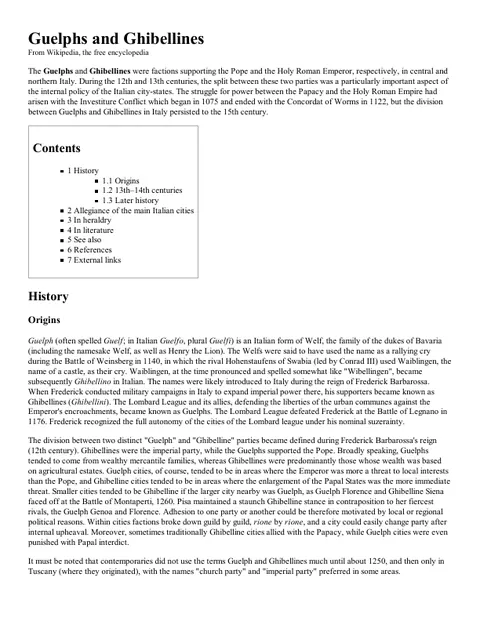 Guelphs and Ghibellines
From Wikipedia, the free encyclopedia
The Guelphs and Ghibellines were factions supporting the Pope and the Holy Roman Emperor, respectively, in central and
northern Italy. During the 12th and 13th centuries, the split between these two parties was a particularly important aspect of
the internal policy of the Italian city-states. The struggle for power between the Papacy and the Holy Roman Empire had
arisen with the Investiture Conflict which began in 1075 and ended with the Concordat of Worms in 1122, but the division
between Guelphs and Ghibellines in Italy persisted to the 15th century.
Contents
1 History
1.1 Origins
1.2 13th–14th centuries
1.3 Later history
2 Allegiance of the main Italian cities
3 In heraldry
4 In literature
5 See also
6 References
7 External links
History
Origins
Guelph (often spelled Guelf; in Italian Guelfo, plural Guelfi) is an Italian form of Welf, the family of the dukes of Bavaria
(including the namesake Welf, as well as Henry the Lion). The Welfs were said to have used the name as a rallying cry
during the Battle of Weinsberg in 1140, in which the rival Hohenstaufens of Swabia (led by Conrad III) used Waiblingen, the
name of a castle, as their cry. Waiblingen, at the time pronounced and spelled somewhat like "Wibellingen", became
subsequently Ghibellino in Italian. The names were likely introduced to Italy during the reign of Frederick Barbarossa.
When Frederick conducted military campaigns in Italy to expand imperial power there, his supporters became known as
Ghibellines (Ghibellini). The Lombard League and its allies, defending the liberties of the urban communes against the
Emperor's encroachments, became known as Guelphs. The Lombard League defeated Frederick at the Battle of Legnano in
1176. Frederick recognized the full autonomy of the cities of the Lombard league under his nominal suzerainty.
The division between two distinct "Guelph" and "Ghibelline" parties became defined during Frederick Barbarossa's reign
(12th century). Ghibellines were the imperial party, while the Guelphs supported the Pope. Broadly speaking, Guelphs
tended to come from wealthy mercantile families, whereas Ghibellines were predominantly those whose wealth was based
on agricultural estates. Guelph cities, of course, tended to be in areas where the Emperor was more a threat to local interests
than the Pope, and Ghibelline cities tended to be in areas where the enlargement of the Papal States was the more immediate
threat. Smaller cities tended to be Ghibelline if the larger city nearby was Guelph, as Guelph Florence and Ghibelline Siena
faced off at the Battle of Montaperti, 1260. Pisa maintained a staunch Ghibelline stance in contraposition to her fiercest
rivals, the Guelph Genoa and Florence. Adhesion to one party or another could be therefore motivated by local or regional
political reasons. Within cities factions broke down guild by guild, rione by rione, and a city could easily change party after
internal upheaval. Moreover, sometimes traditionally Ghibelline cities allied with the Papacy, while Guelph cities were even
punished with Papal interdict.
It must be noted that contemporaries did not use the terms Guelph and Ghibellines much until about 1250, and then only in
Tuscany (where they originated), with the names "church party" and "imperial party" preferred in some areas.